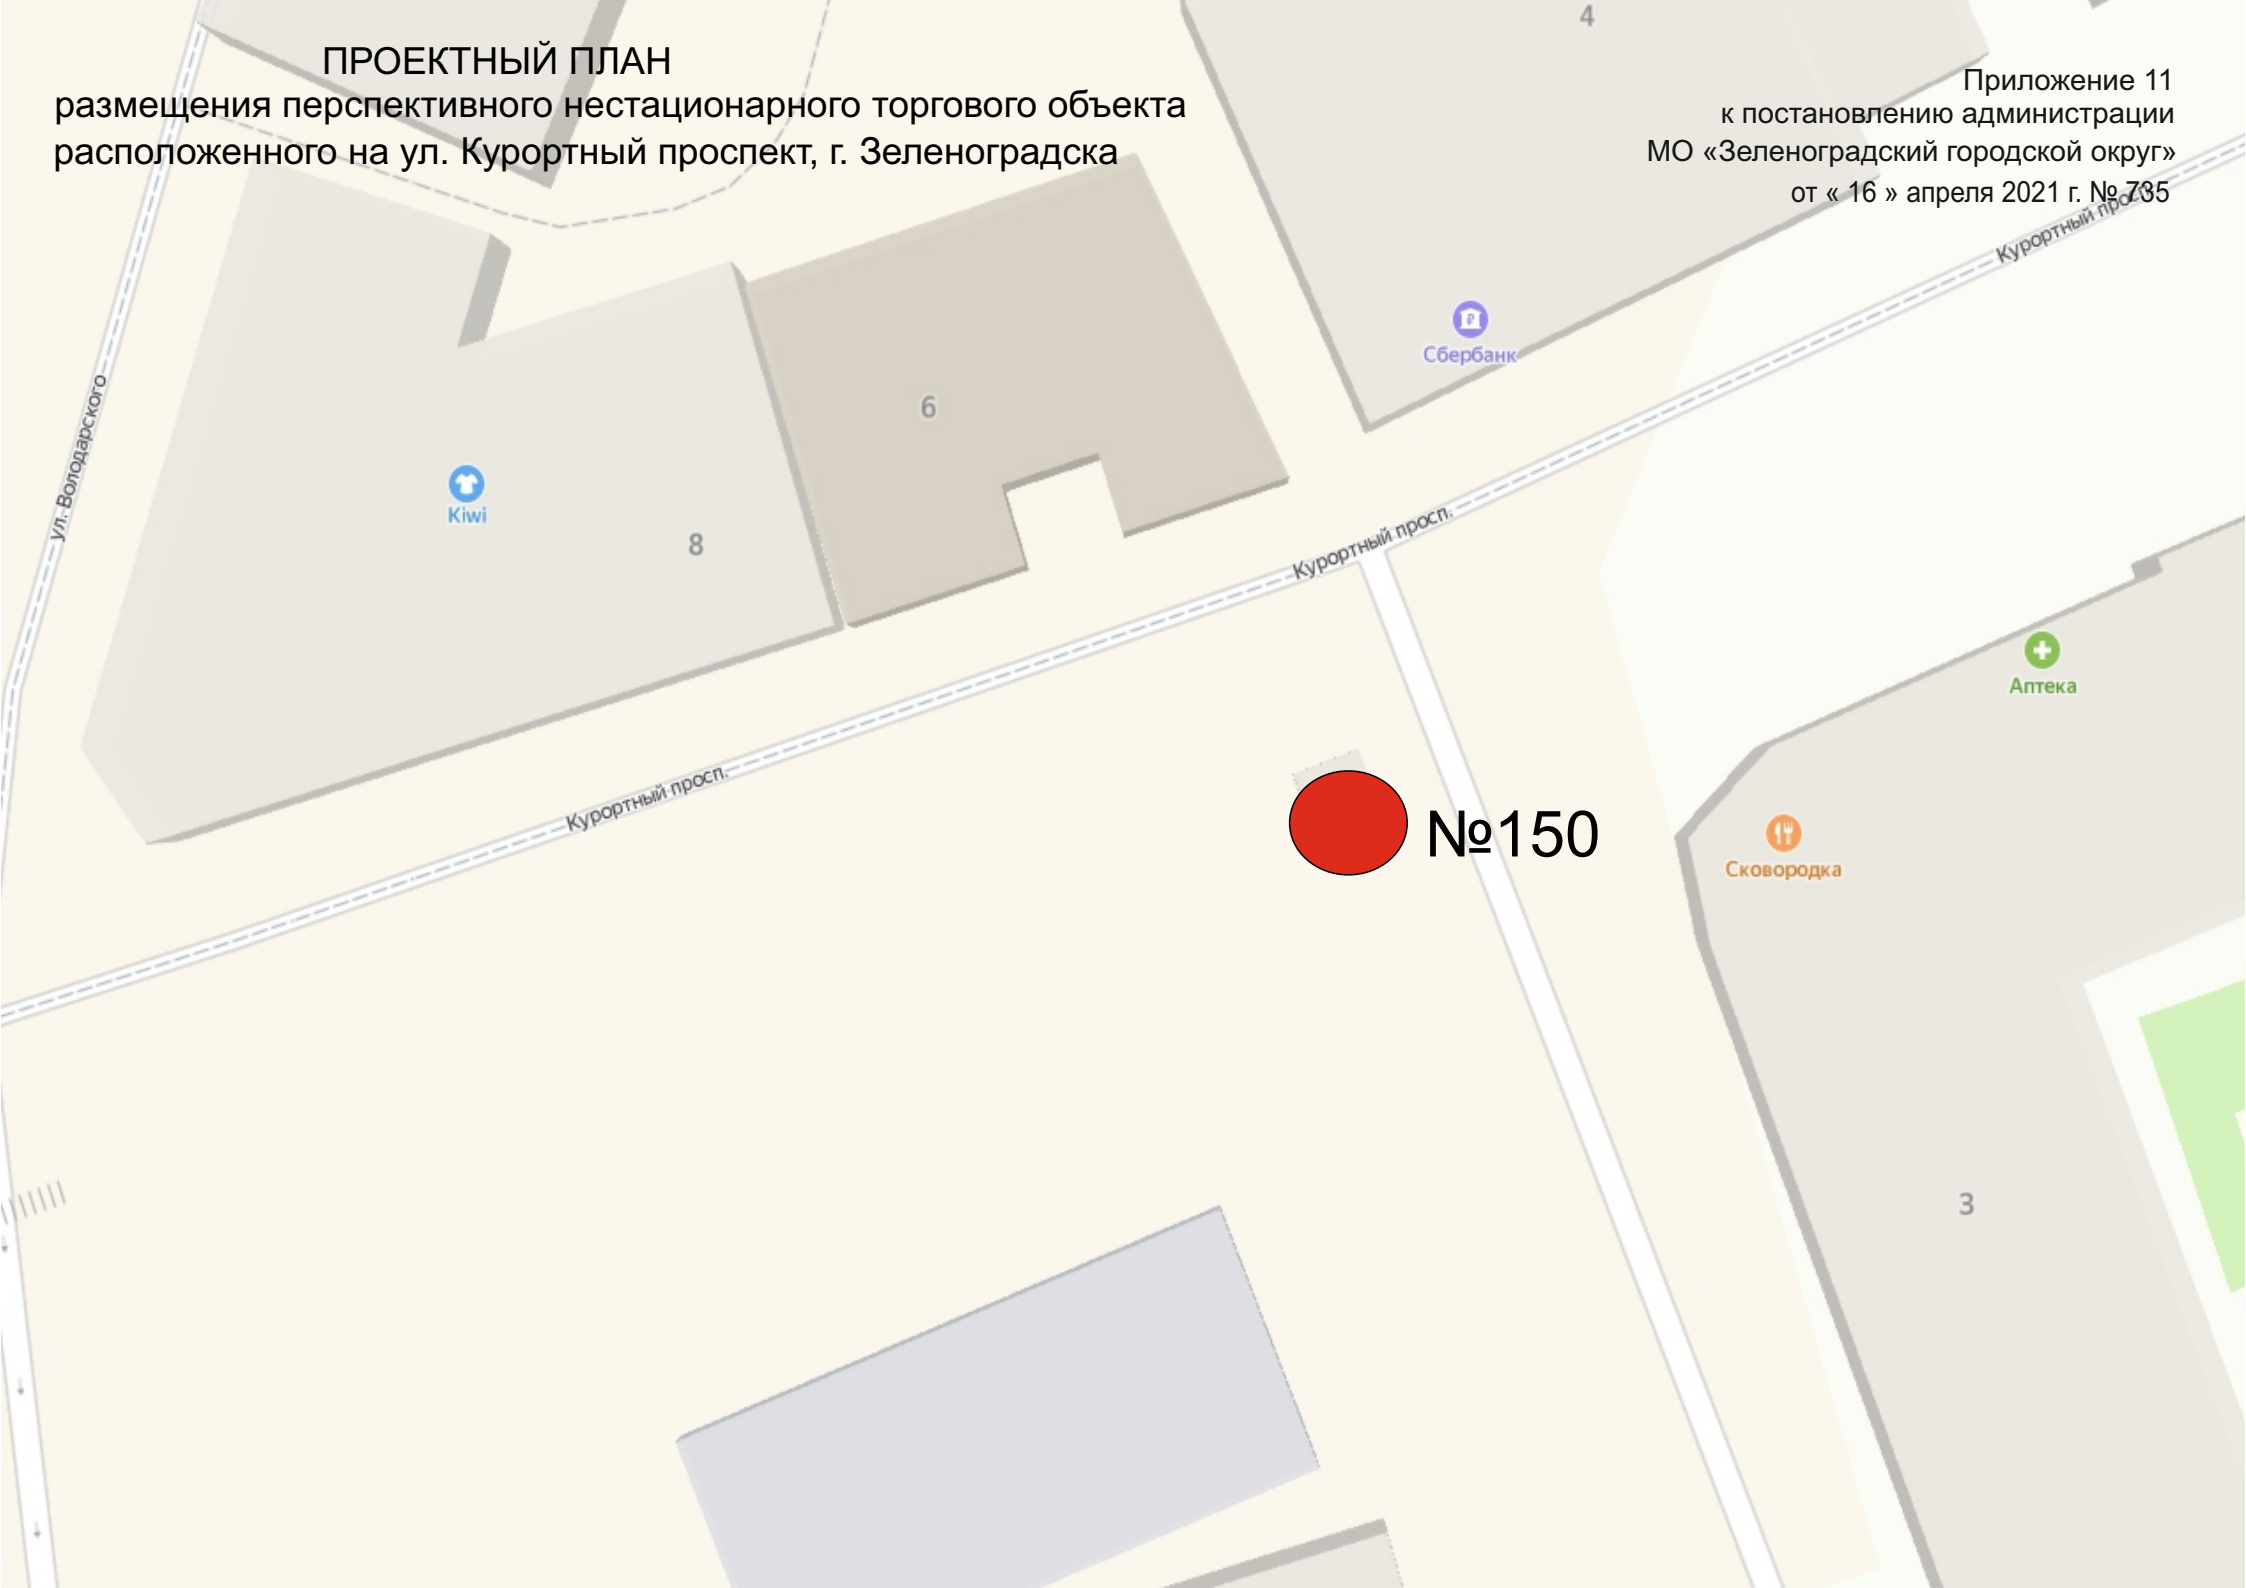 ПРОЕКТНЫЙ ПЛАН
размещения перспективного нестационарного торгового объекта
расположенного на ул. Курортный проспект, г. Зеленоградска
4
Приложение 11
к постановлению администрации
МО «Зеленоградский городской округ»
от « 16 » апреля 2021 г. № 735
Курортный просп.
Сбербанк
6
ул. Володарского
Kiwi
8
Курортный просп.
Аптека
Курортный просп.
№150
Сковородка
3